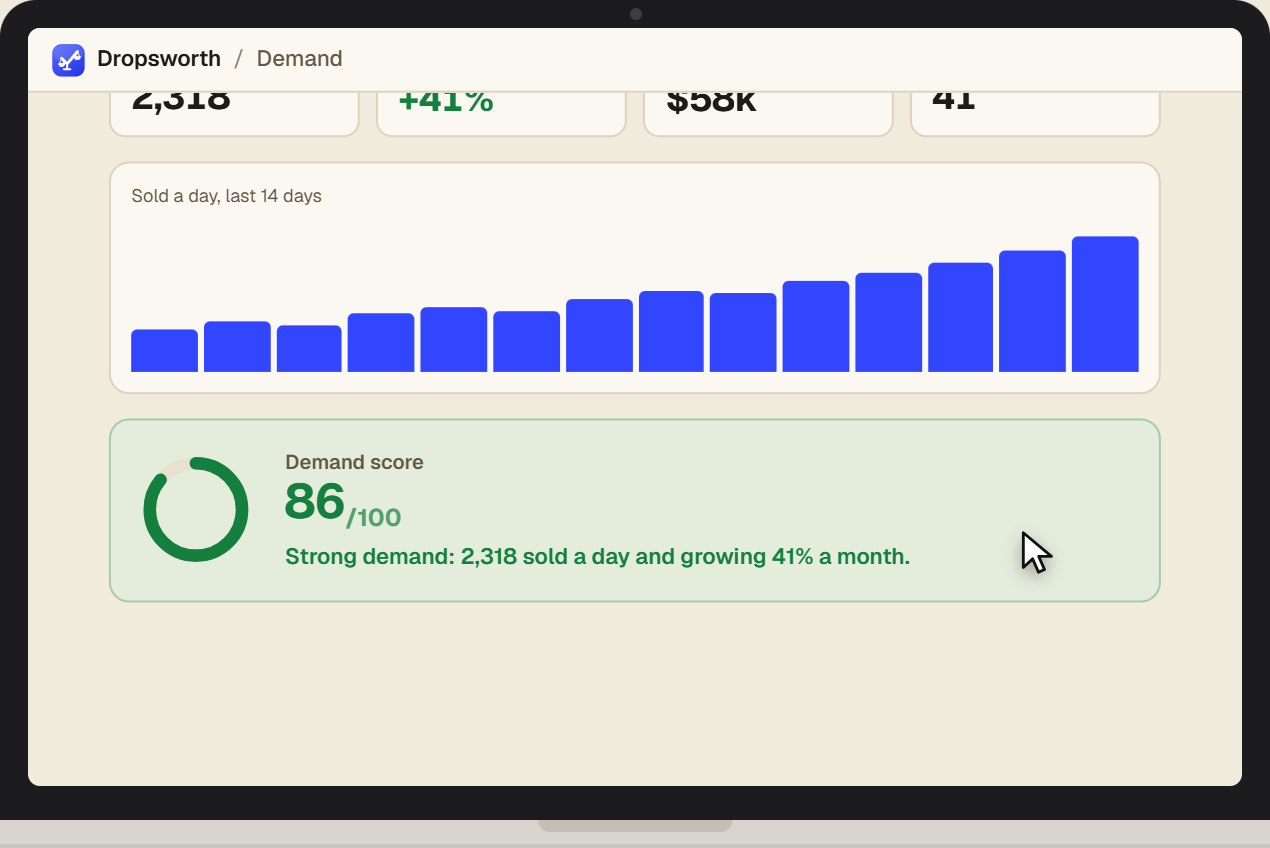 Dropsworth / Demand
2,318 +41% $58k 41
Sold a day, last 14 days
Demand score
86/100
Strong demand: 2,318 sold a day and growing 41% a month.